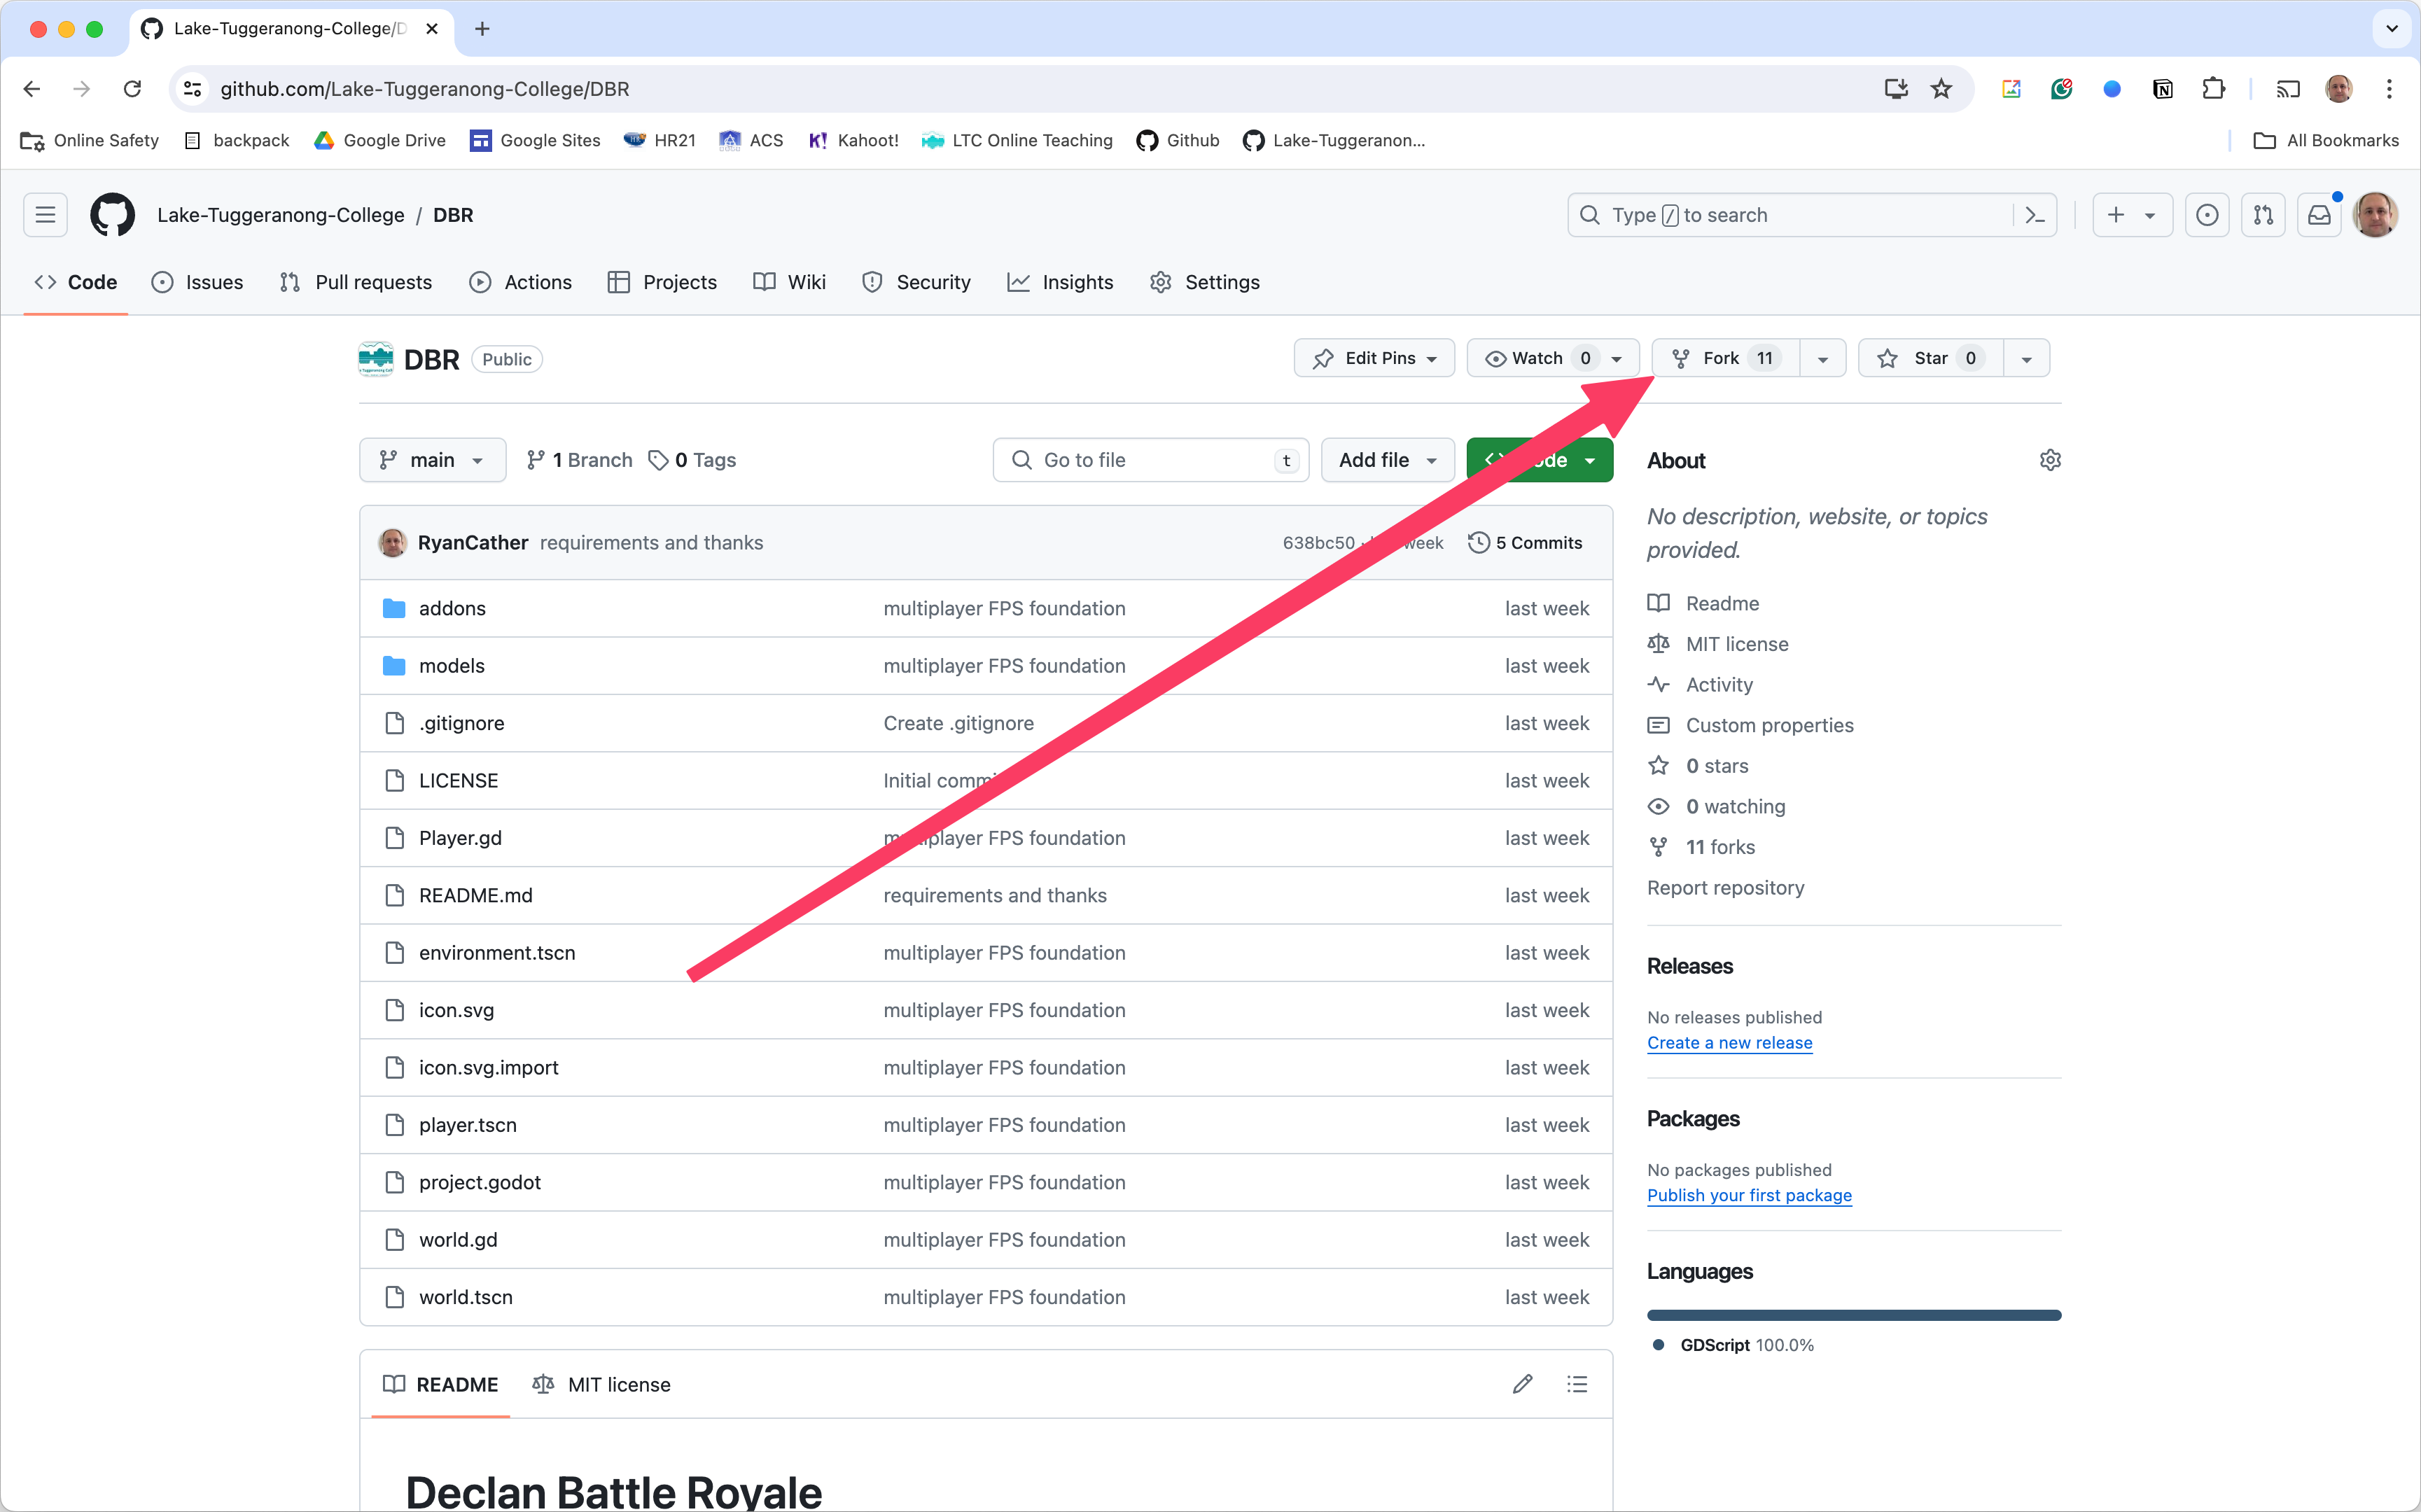 Lake-Tuggeranong-College/D
github.com/Lake-Tuggeranong-College/DBR
Online Safety backpack Google Drive Google Sites HR21 ACS Kahoot! LTC Online Teaching Github Lake-Tuggeranon... All Bookmarks
Lake-Tuggeranong-College / DBR Type / to search
Code Issues Pull requests Actions Projects Wiki Security Insights Settings
DBR Public Edit Pins Watch 0 Fork 11 Star 0
main 1 Branch 0 Tags Go to file t Add file
RyanCather requirements and thanks 638bc50 week 5 Commits
addons multiplayer FPS foundation last week
models multiplayer FPS foundation last week
.gitignore Create .gitignore last week
LICENSE Initial last week
Player.gd multiplayer FPS foundation last week
README.md requirements and thanks last week
environment.tscn multiplayer FPS foundation last week
icon.svg multiplayer FPS foundation last week
icon.svg.import multiplayer FPS foundation last week
player.tscn multiplayer FPS foundation last week
project.godot multiplayer FPS foundation last week
world.gd multiplayer FPS foundation last week
world.tscn multiplayer FPS foundation last week
README MIT license
Declan Battle Royale
About
No description, website, or topics
provided.
Readme
MIT license
Activity
Custom properties
0 stars
0 watching
11 forks
Report repository
Releases
No releases published
Create a new release
Packages
No packages published
Publish your first package
Languages
GDScript 100.0%